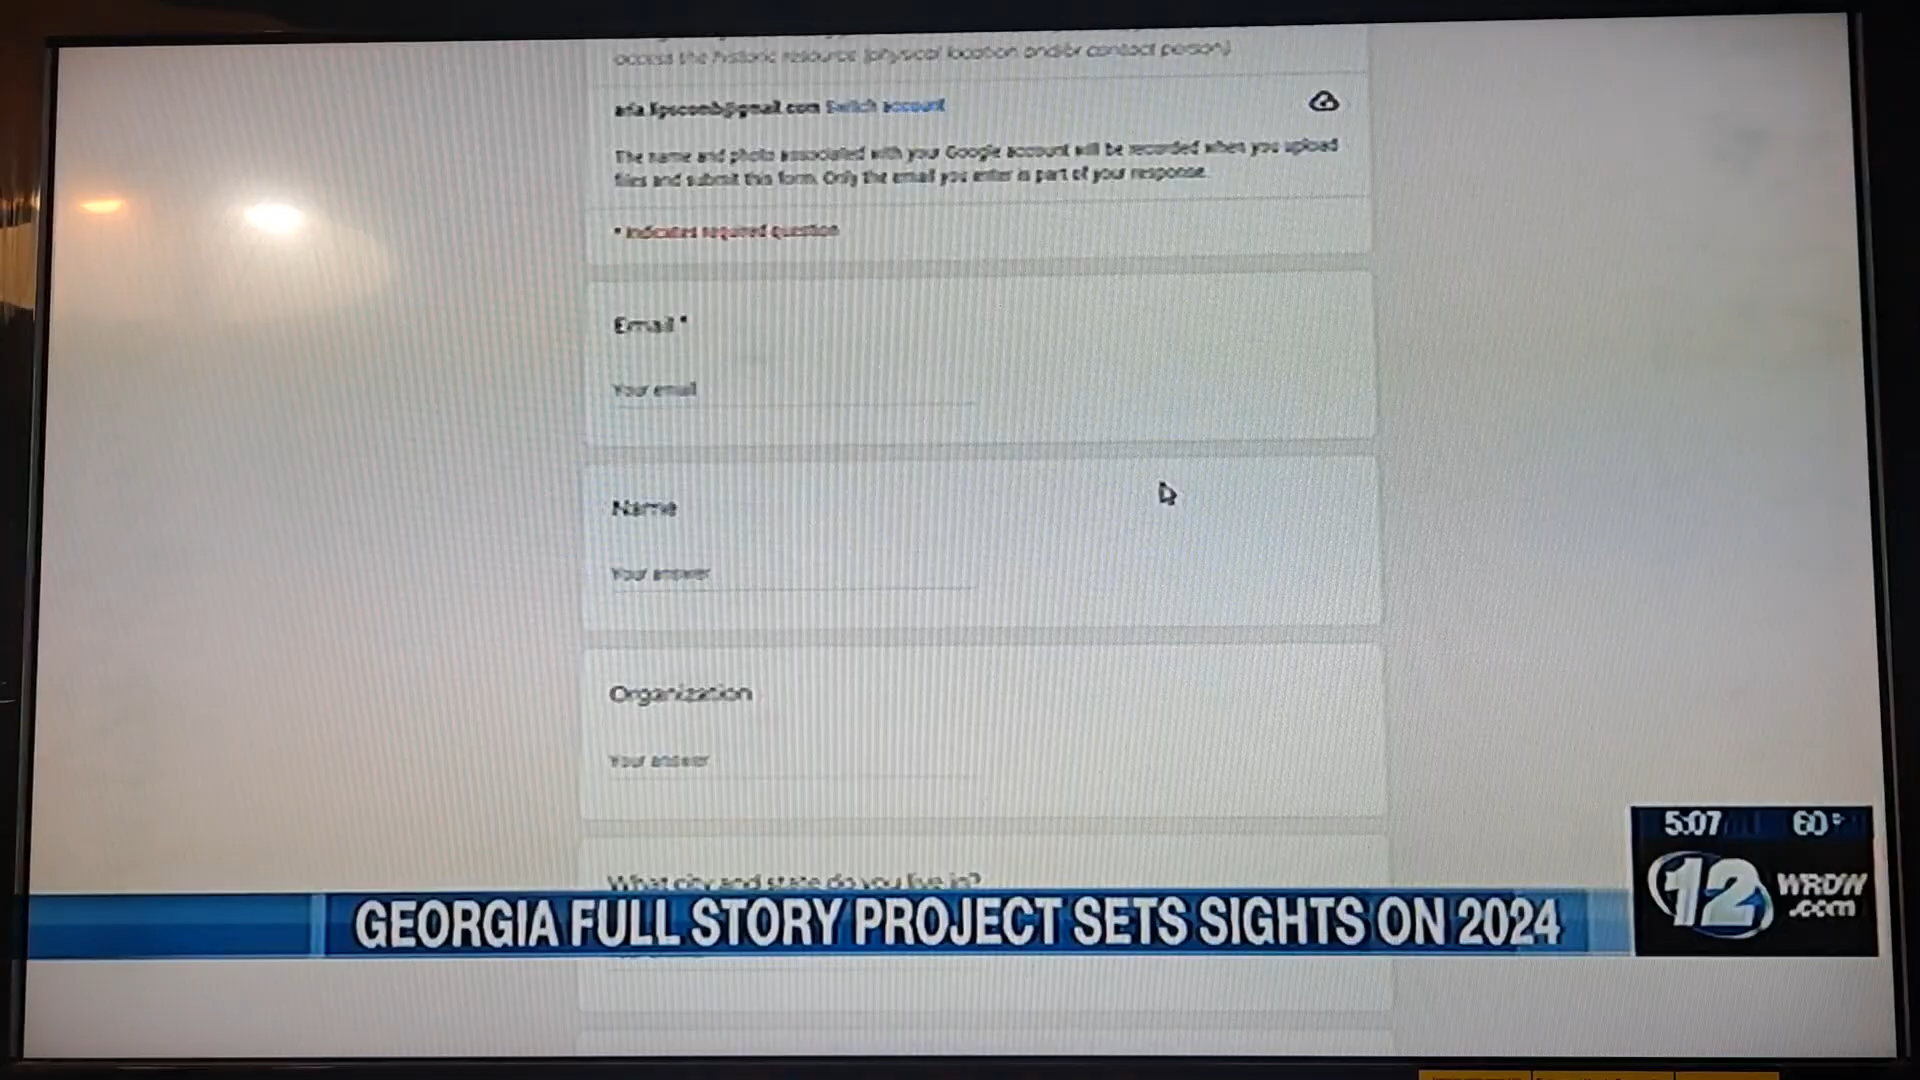 access the historic resource (physical location and/or contact person).
aria.lipscomb@gmail.com Switch account
The name and photo associated with your Google account will be recorded when you upload
files and submit this form. Only the email you enter is part of your response.
* Indicates required question
Email *
Your email
Name
Your answer
Organization
Your answer
What city and state do you live in?
GEORGIA FULL STORY PROJECT SETS SIGHTS ON 2024
5:07 60°
12 WRDW
.com